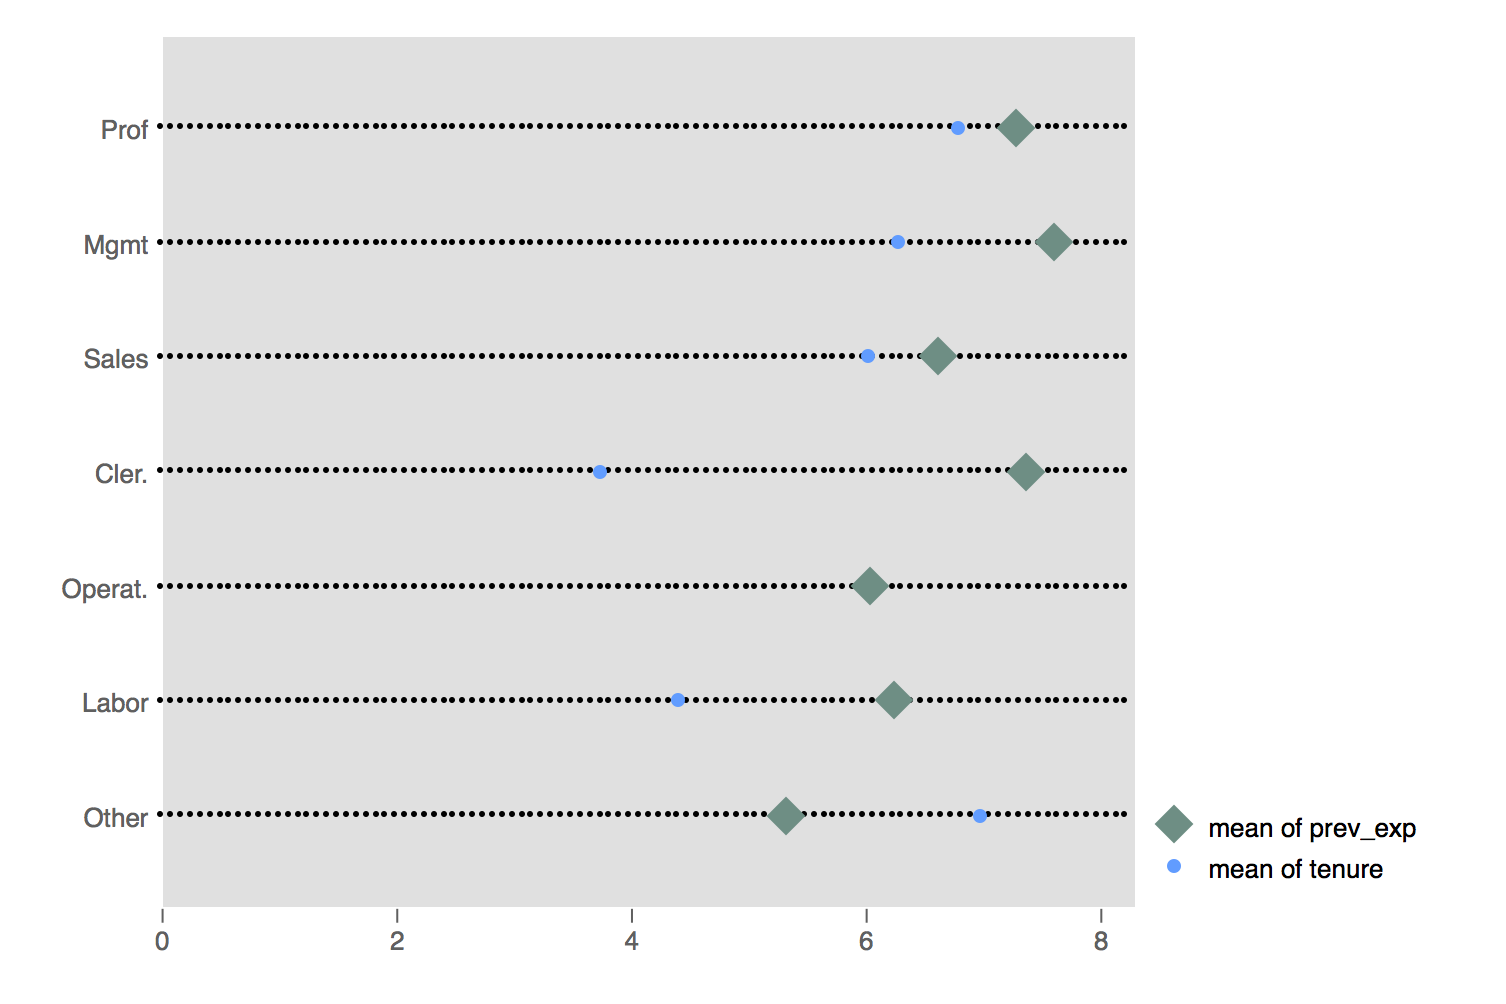 Prof
Mgmt
Sales
Cler.
Operat.
Labor
Other
mean of prev_exp
mean of tenure
0 2 4 6 8